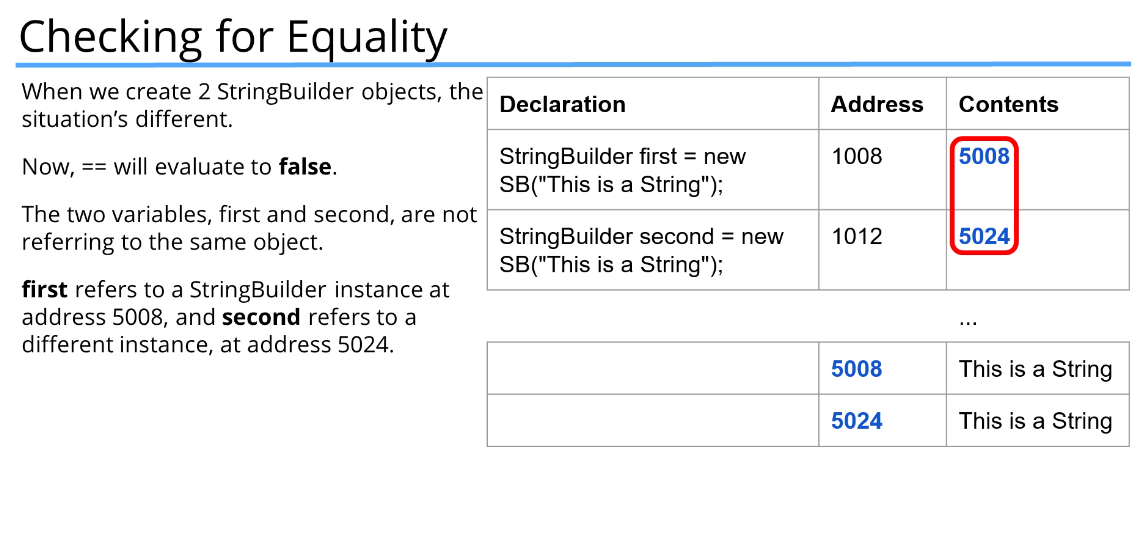 Checking for Equality
When we create 2 StringBuilder objects, the
situation’s different.
Now, == will evaluate to false.
The two variables, first and second, are not
referring to the same object.
first refers to a StringBuilder instance at
address 5008, and second refers to a
different instance, at address 5024.
Declaration Address Contents
StringBuilder first = new 1008 5008
SB("This is a String");
StringBuilder second = new 1012 5024
SB("This is a String");
...
5008 This is a String
5024 This is a String